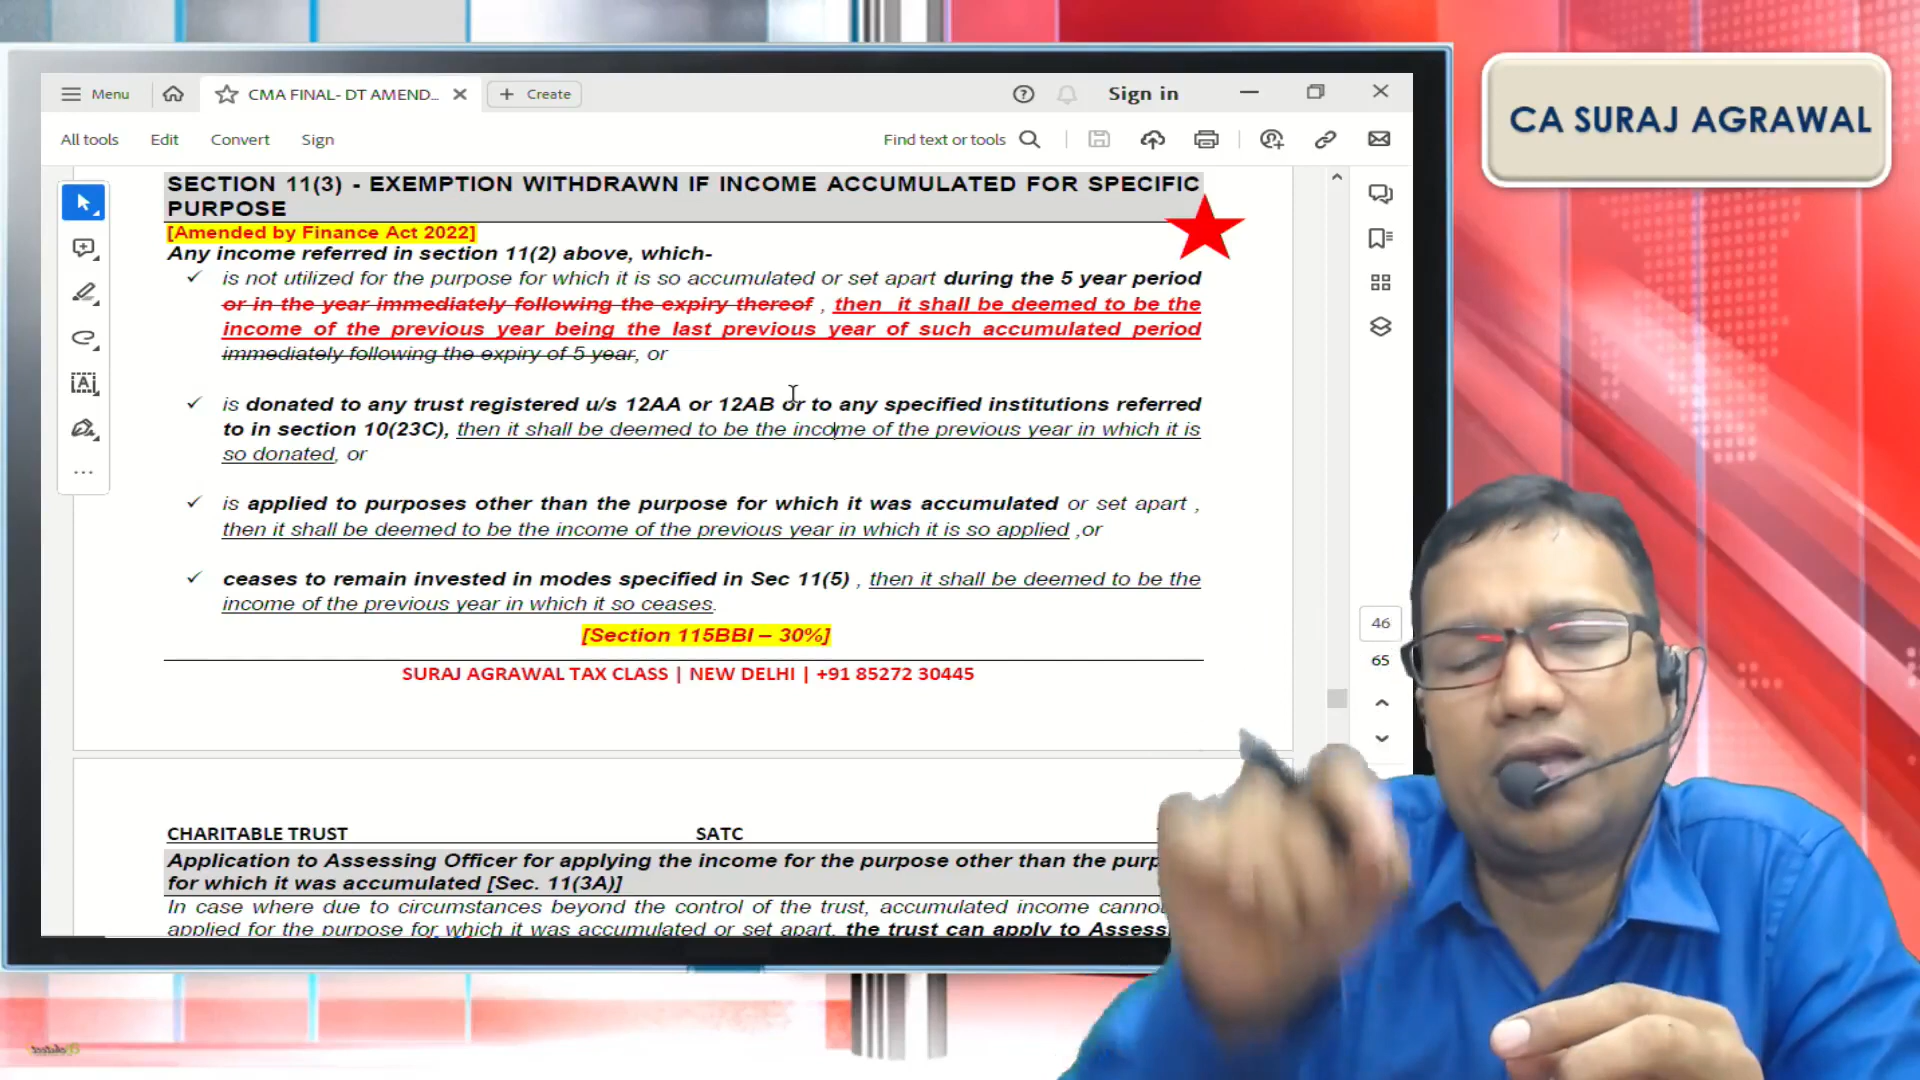 CA SURAJ AGRAWAL
Menu
CMA FINAL- DT AMEND...
Create
Sign in
All tools
Edit
Convert
Sign
Find text or tools
SECTION 11(3) - EXEMPTION WITHDRAWN IF INCOME ACCUMULATED FOR SPECIFIC
PURPOSE
[Amended by Finance Act 2022]
Any income referred in section 11(2) above, which-
is not utilized for the purpose for which it is so accumulated or set apart during the 5 year period
or in the year immediately following the expiry thereof , then it shall be deemed to be the
income of the previous year being the last previous year of such accumulated period
immediately following the expiry of 5 year, or
is donated to any trust registered u/s 12AA or 12AB or to any specified institutions referred
to in section 10(23C), then it shall be deemed to be the income of the previous year in which it is
so donated, or
is applied to purposes other than the purpose for which it was accumulated or set apart ,
then it shall be deemed to be the income of the previous year in which it is so applied ,or
ceases to remain invested in modes specified in Sec 11(5) , then it shall be deemed to be the
income of the previous year in which it so ceases.
[Section 115BBI – 30%]
SURAJ AGRAWAL TAX CLASS | NEW DELHI | +91 85272 30445
46
65
CHARITABLE TRUST
SATC
Application to Assessing Officer for applying the income for the purpose other than the purp
for which it was accumulated [Sec. 11(3A)]
In case where due to circumstances beyond the control of the trust, accumulated income canno
applied for the purpose for which it was accumulated or set apart, the trust can apply to Assess